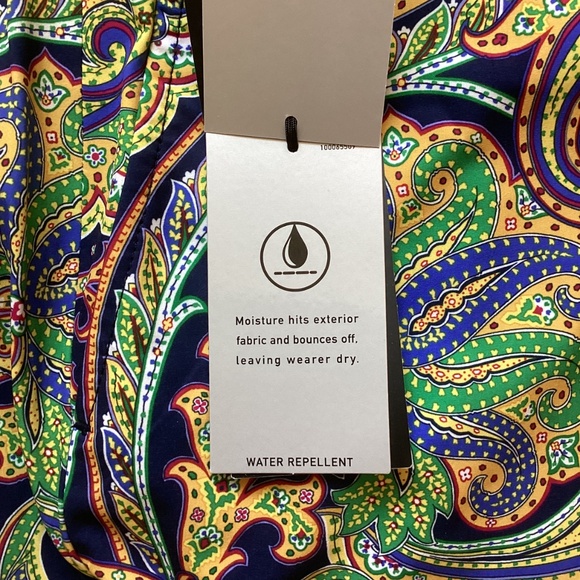 Moisture hits exterior
fabric and bounces off,
leaving wearer dry.
WATER REPELLENT